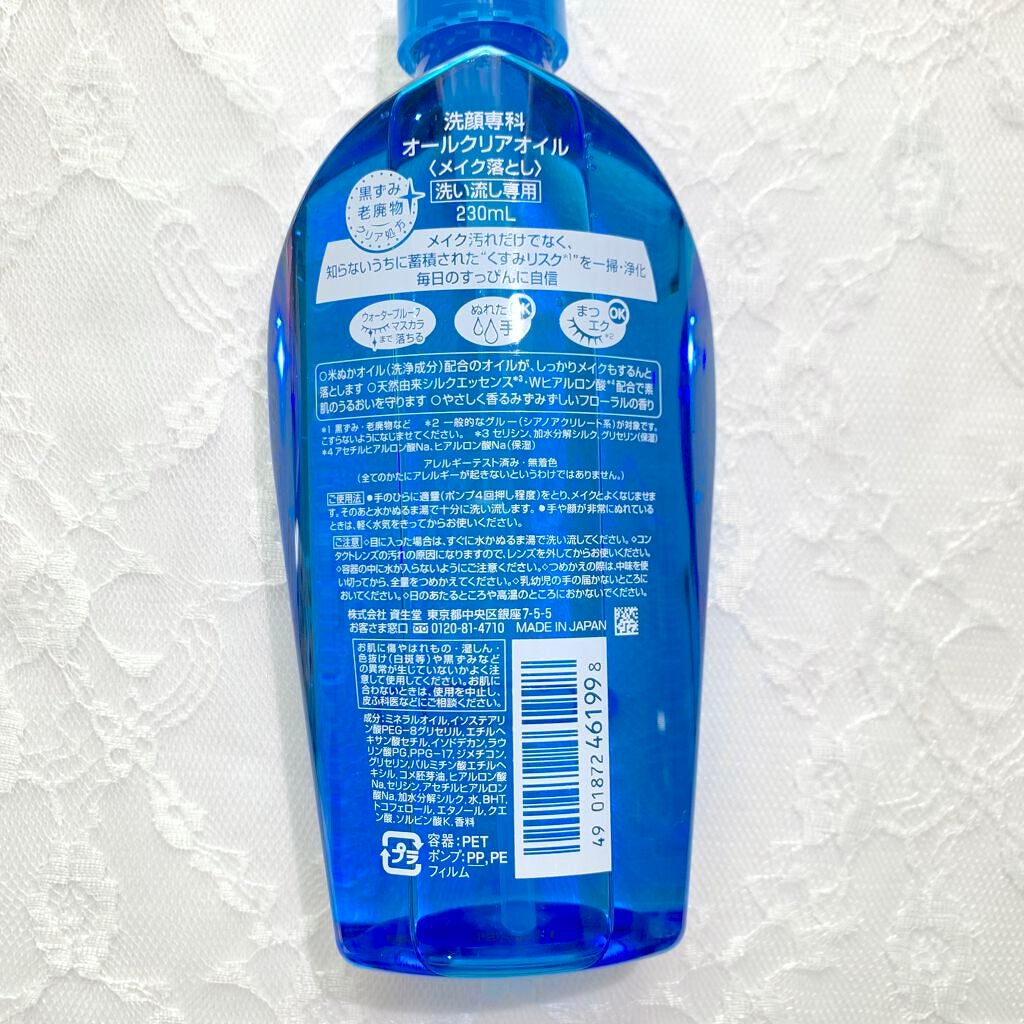 洗顔専科
オールクリアオイル
〈メイク落とし〉
洗い流し専用
230mL
黒ずみ
老廃物
クリア処方
メイク汚れだけでなく、
知らないうちに蓄積された“くすみリスク*1”を一掃・浄化
毎日のすっぴんに自信
ウォータープルーフ
マスカラ
まで落ちる
ぬれた
手
OK
まつ
エク*2
OK
○米ぬかオイル(洗浄成分)配合のオイルが、しっかりメイクもするんと
落とします ○天然由来シルクエッセンス*3・Wヒアルロン酸*4配合で素
肌のうるおいを守ります ○やさしく香るみずみずしいフローラルの香り
*1 黒ずみ・老廃物など *2 一般的なグルー(シアノアクリレート系)が対象です。
こすらないようになじませてください。 *3 セリシン、加水分解シルク、グリセリン(保湿)
*4 アセチルヒアルロン酸Na、ヒアルロン酸Na(保湿)
アレルギーテスト済み・無着色
(全てのかたにアレルギーが起きないというわけではありません。)
ご使用法 ●手のひらに適量(ポンプ4回押し程度)をとり、メイクとよくなじませま
す。そのあと水かぬるま湯で十分に洗い流します。 ●手や顔が非常にぬれている
ときは、軽く水気をきってからお使いください。
ご注意 ◇目に入った場合は、すぐに水かぬるま湯で洗い流してください。◇コン
タクトレンズの汚れの原因になりますので、レンズを外してからお使いください。
◇容器の中に水が入らないようにご注意ください。◇つめかえの際は、中味を使
い切ってから、全量をつめかえてください。◇乳幼児の手の届かないところに
おいてください。◇日のあたるところや高温のところにおかないでください。
株式会社 資生堂 東京都中央区銀座7-5-5
お客さま窓口 0120-81-4710 MADE IN JAPAN
お肌に傷やはれもの・湿しん・
色抜け(白斑等)や黒ずみなど
の異常が生じていないかよく注
意して使用してください。お肌に
合わないときは、使用を中止し、
皮ふ科医などにご相談ください。
成分:ミネラルオイル,イソステアリ
ン酸PEG-8グリセリル,エチルヘ
キサン酸セチル,イソドデカン,ラウ
リン酸PG,PPG-17,ジメチコン,
グリセリン,パルミチン酸エチルヘ
キシル,コメ胚芽油,ヒアルロン酸
Na,セリシン,アセチルヒアルロン
酸Na,加水分解シルク,水,BHT,
トコフェロール,エタノール,クエ
ン酸,ソルビン酸K,香料
プラ
容器:PET
ポンプ:PP,PE
フィルム
49 01872 461998